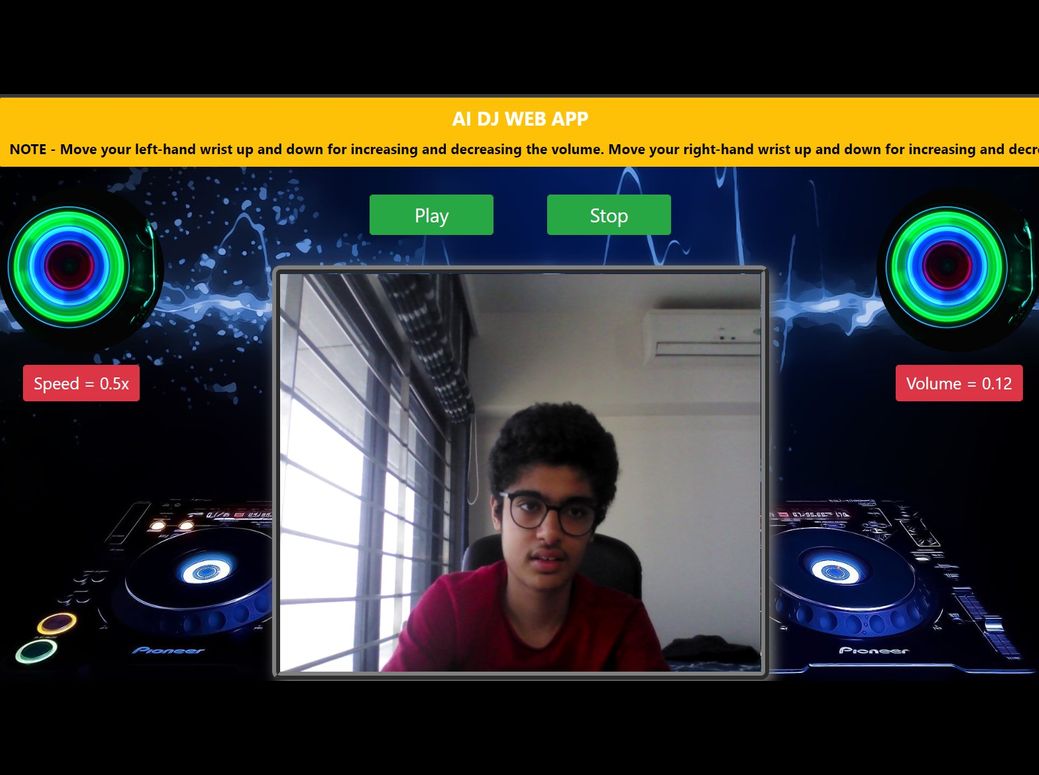 AI DJ WEB APP
NOTE - Move your left-hand wrist up and down for increasing and decreasing the volume. Move your right-hand wrist up and down for increasing and decre
Play
Stop
Speed = 0.5x
Volume = 0.12
Pioneer
Pioneer